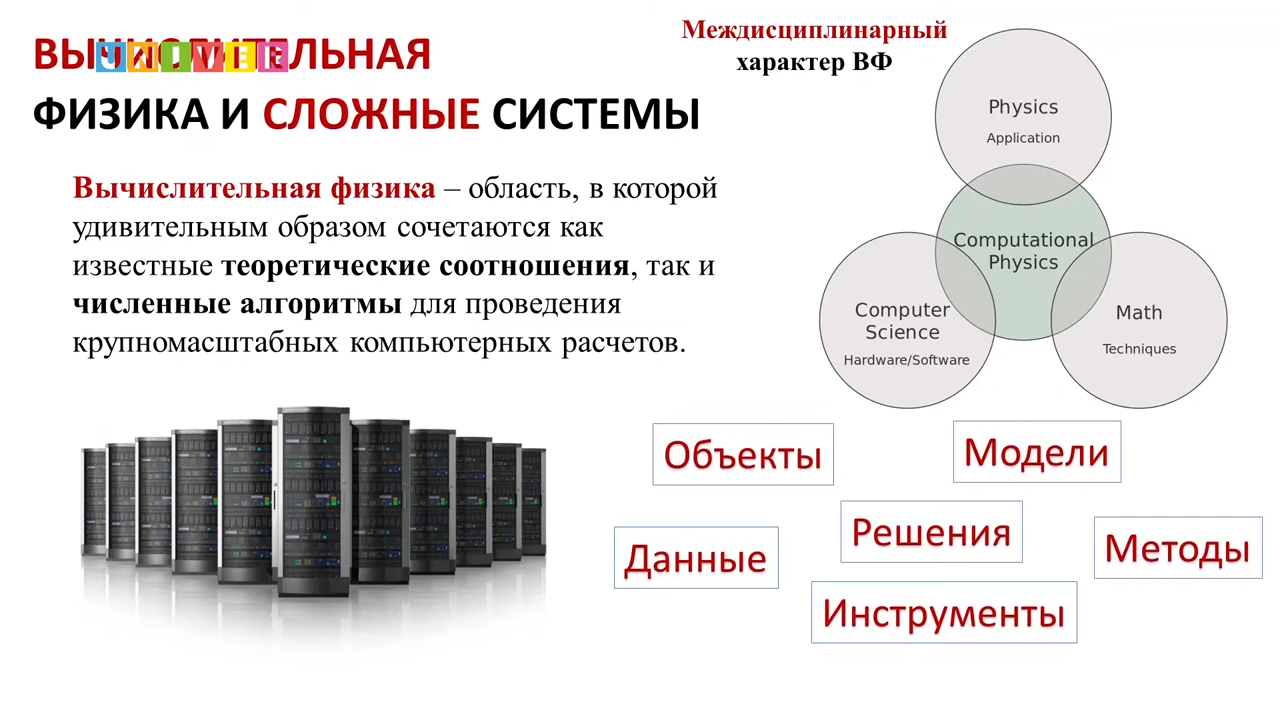 ВЫЧИСЛИТЕЛЬНАЯ
UNIVER
ФИЗИКА И СЛОЖНЫЕ СИСТЕМЫ
Междисциплинарный
характер ВФ
Вычислительная физика – область, в которой
удивительным образом сочетаются как
известные теоретические соотношения, так и
численные алгоритмы для проведения
крупномасштабных компьютерных расчетов.
Physics
Application
Computational
Physics
Computer
Science
Hardware/Software
Math
Techniques
Объекты
Модели
Решения
Данные
Методы
Инструменты